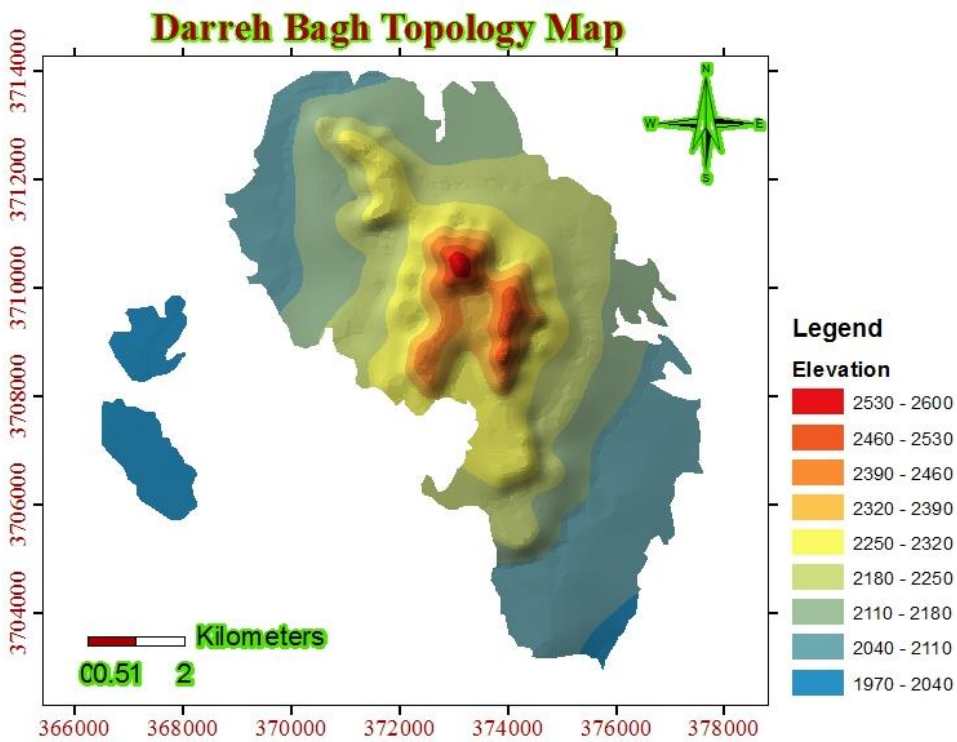 Darreh Bagh Topology Map
3714000
3712000
3710000
3708000
3706000
3704000
N
W E
S
Legend
Elevation
2530 - 2600
2460 - 2530
2390 - 2460
2320 - 2390
2250 - 2320
2180 - 2250
2110 - 2180
2040 - 2110
1970 - 2040
Kilometers
00.51 2
366000 368000 370000 372000 374000 376000 378000